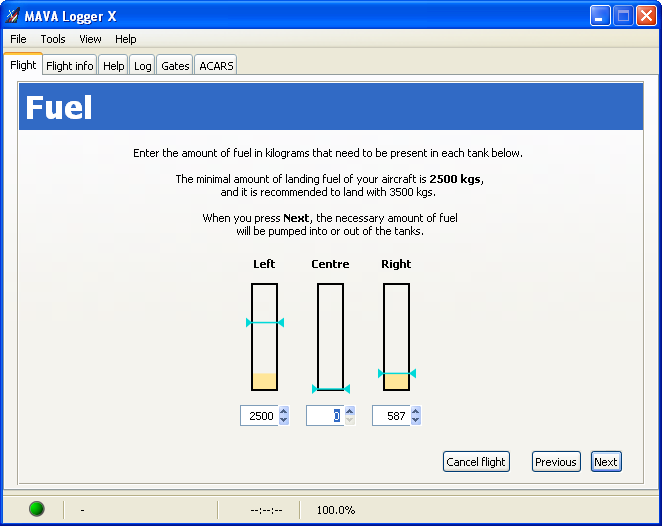 MAVA Logger X
File Tools View Help
Flight Flight info Help Log Gates ACARS
Fuel
Enter the amount of fuel in kilograms that need to be present in each tank below.
The minimal amount of landing fuel of your aircraft is 2500 kgs,
and it is recommended to land with 3500 kgs.
When you press Next, the necessary amount of fuel
will be pumped into or out of the tanks.
Left Centre Right
2500 0 587
Cancel flight Previous Next
- --:--:-- 100.0%